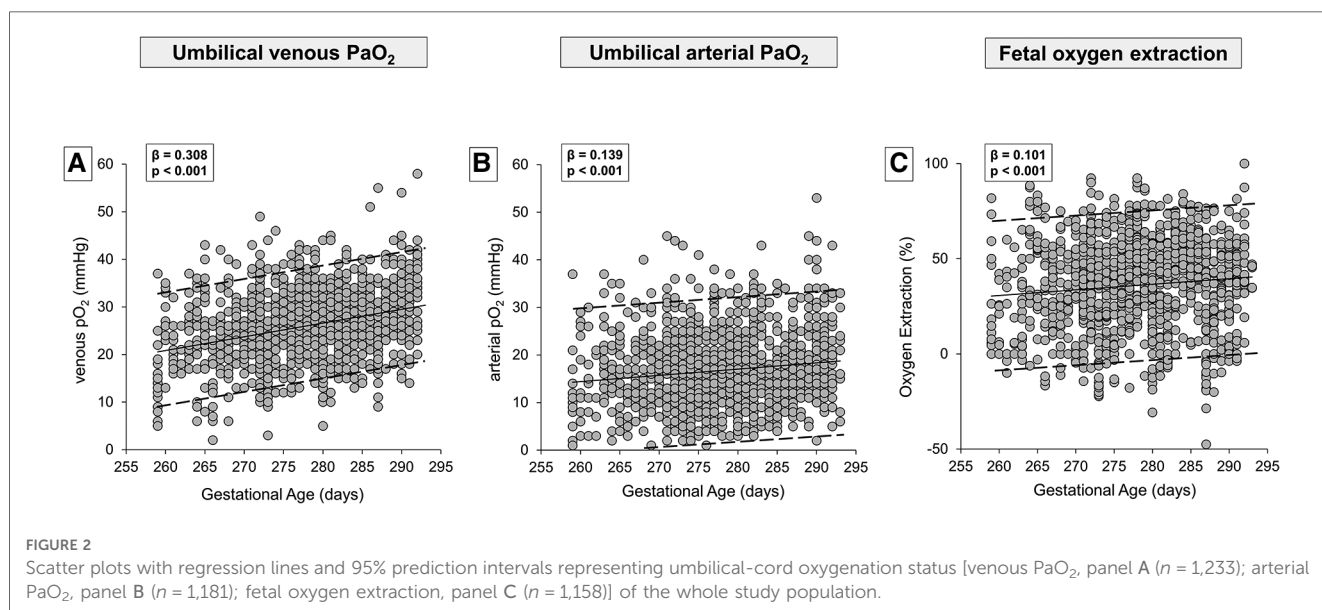 Umbilical venous PaO₂
Umbilical arterial PaO₂
Fetal oxygen extraction
A
β = 0.308
p < 0.001
60
50
40
30
20
10
0
venous pO₂ (mmHg)
255 260 265 270 275 280 285 290 295
Gestational Age (days)
B
β = 0.139
p < 0.001
60
50
40
30
20
10
0
arterial pO₂ (mmHg)
255 260 265 270 275 280 285 290 295
Gestational Age (days)
C
β = 0.101
p < 0.001
100
50
0
-50
Oxygen Extraction (%)
255 260 265 270 275 280 285 290 295
Gestational Age (days)
FIGURE 2
Scatter plots with regression lines and 95% prediction intervals representing umbilical-cord oxygenation status [venous PaO₂, panel A (n = 1,233); arterial
PaO₂, panel B (n = 1,181); fetal oxygen extraction, panel C (n = 1,158)] of the whole study population.